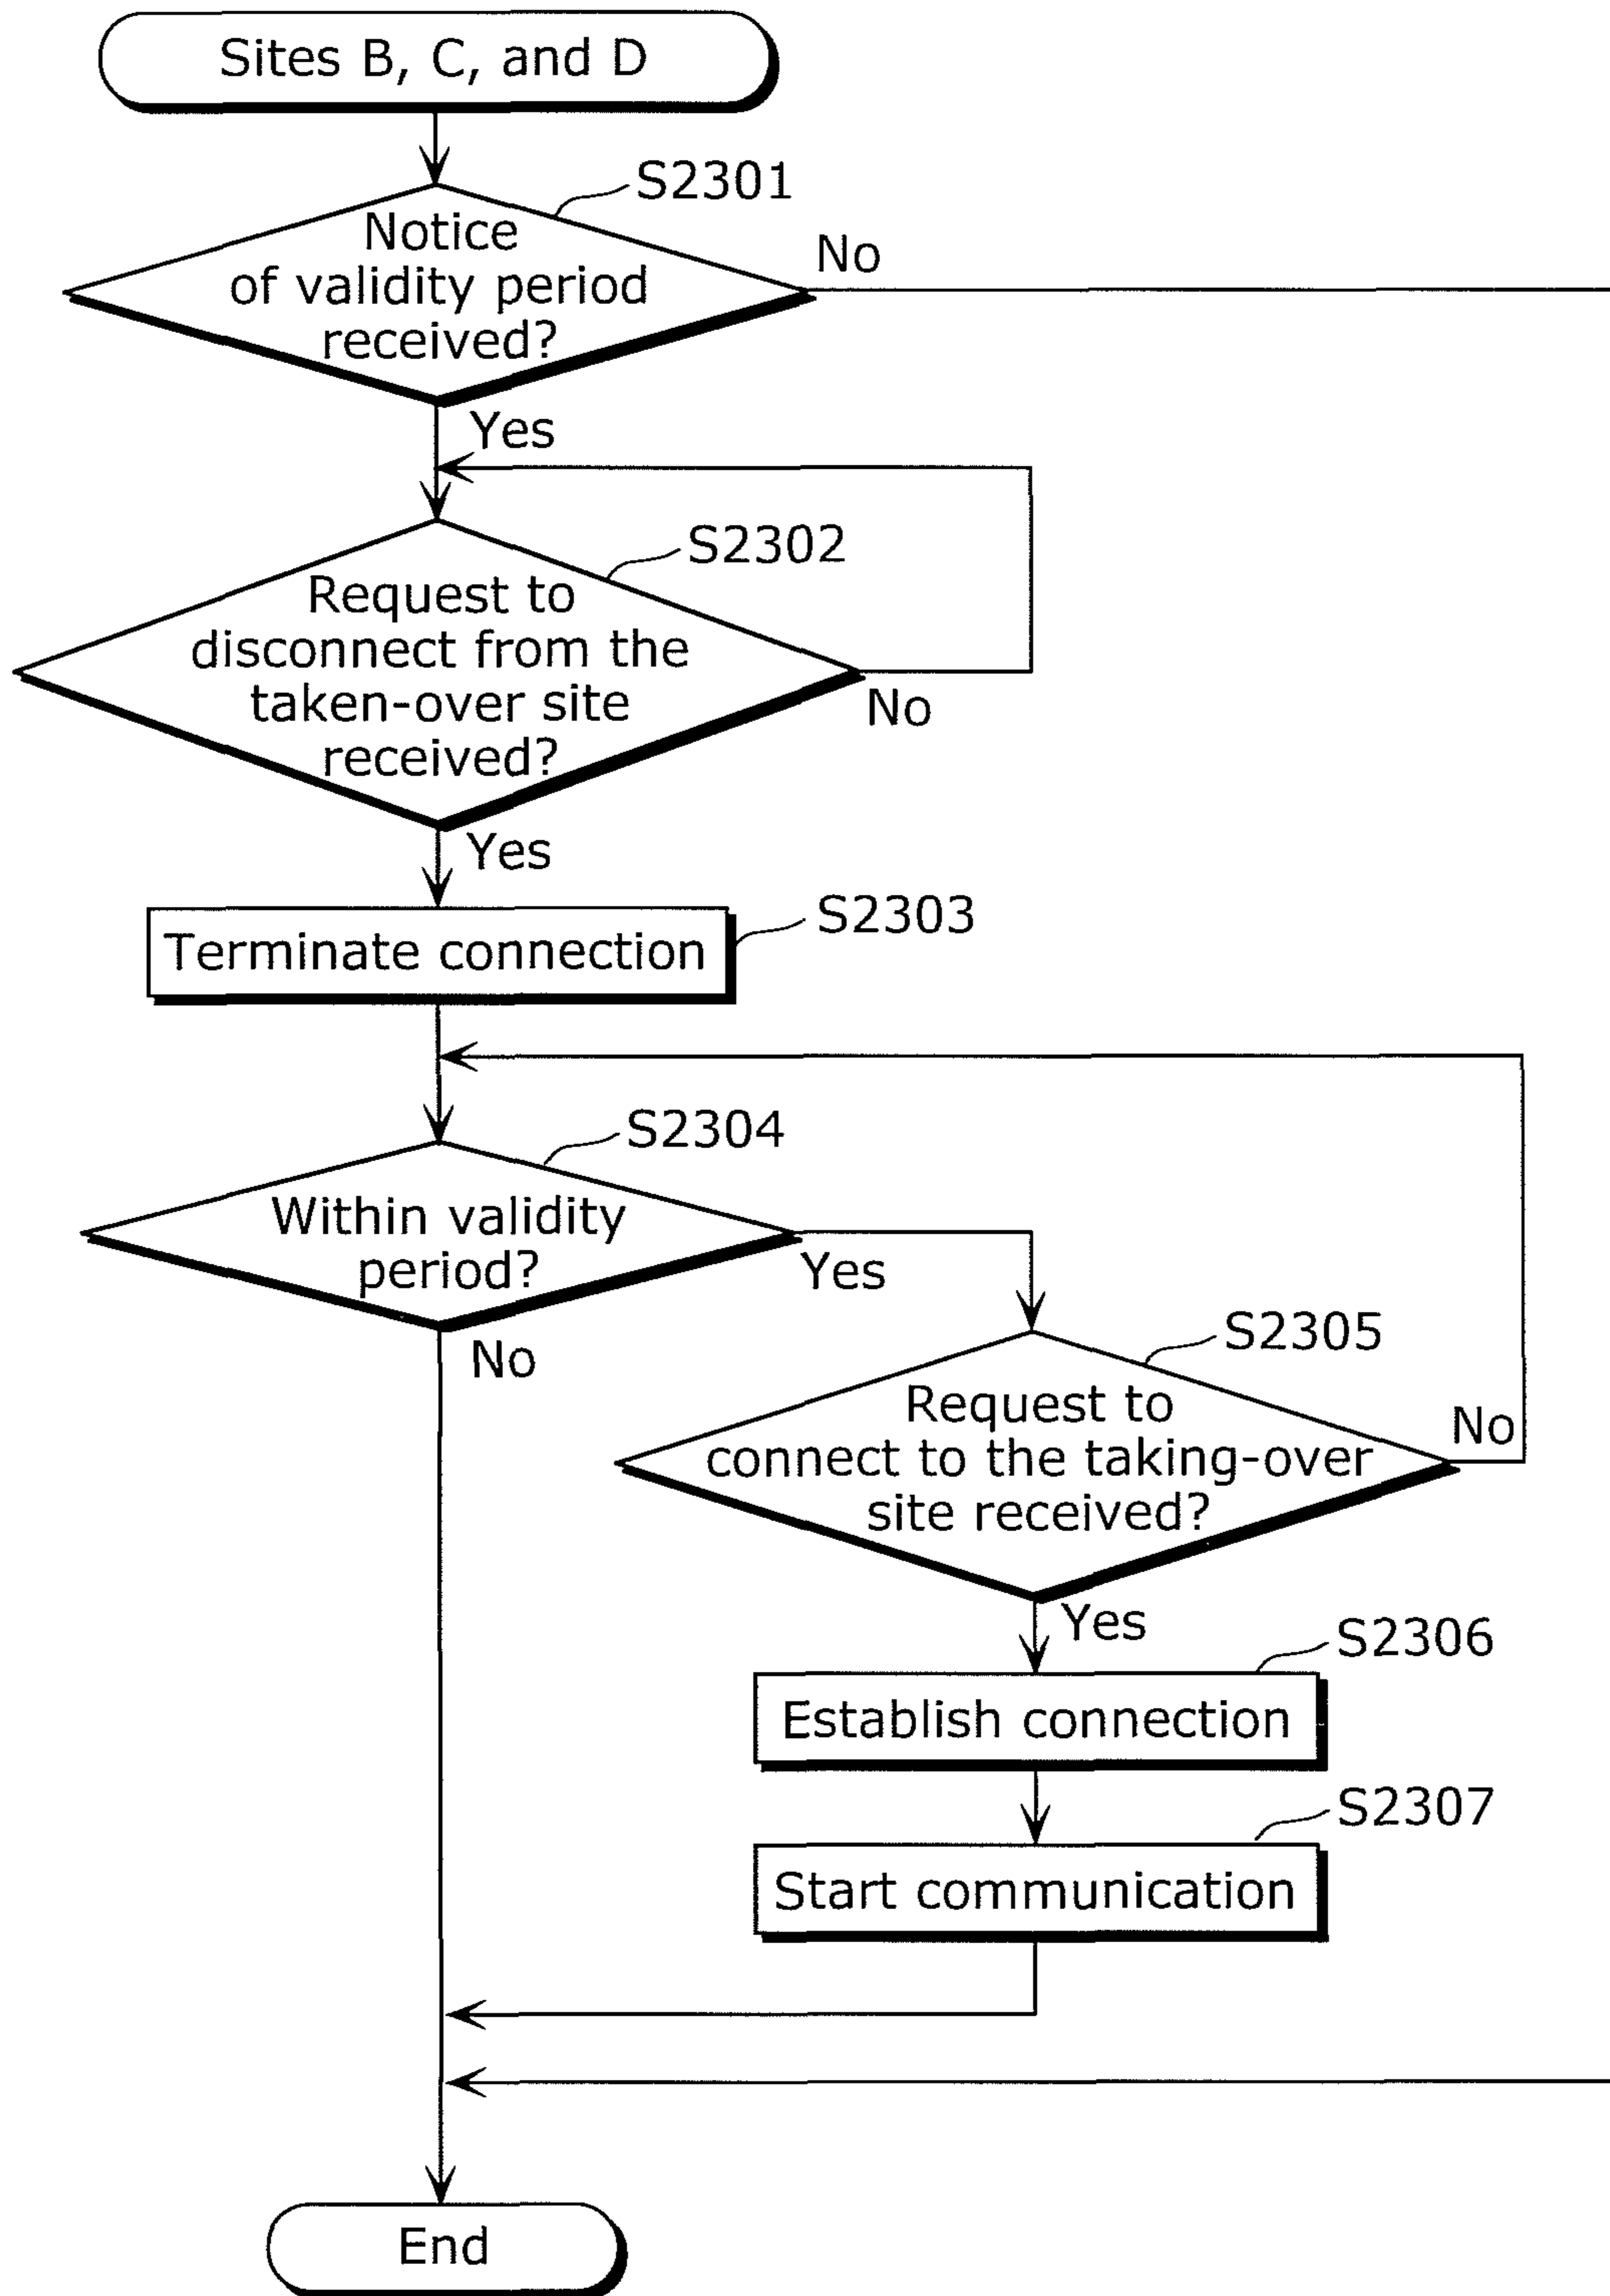 Sites B, C, and D
S2301
Notice
of validity period
received?
No
Yes
S2302
Request to
disconnect from the
taken-over site
received?
No
Yes
S2303
Terminate connection
S2304
Within validity
period?
Yes
No
S2305
Request to
connect to the taking-over
site received?
No
Yes
S2306
Establish connection
S2307
Start communication
End